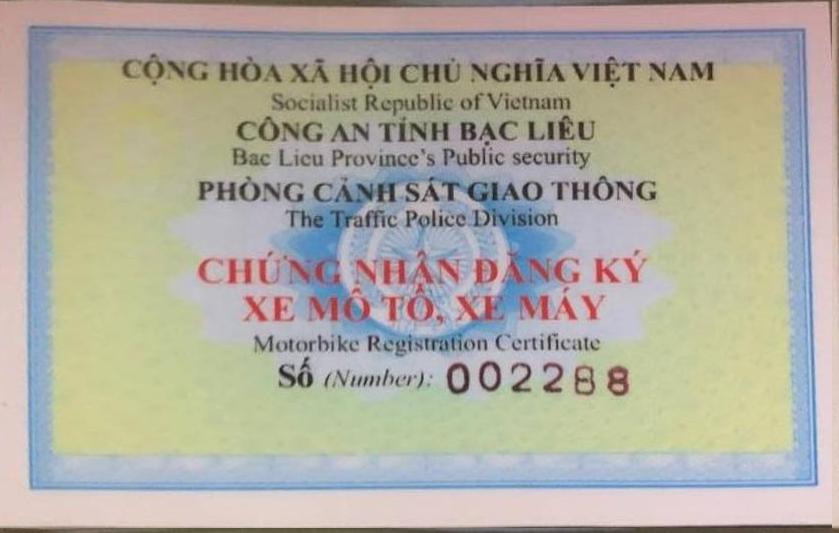 CỘNG HÒA XÃ HỘI CHỦ NGHĨA VIỆT NAM
Socialist Republic of Vietnam
CÔNG AN TỈNH BẠC LIÊU
Bac Lieu Province's Public security
PHÒNG CẢNH SÁT GIAO THÔNG
The Traffic Police Division
CHỨNG NHẬN ĐĂNG KÝ
XE MÔ TÔ, XE MÁY
Motorbike Registration Certificate
Số (Number): 002288